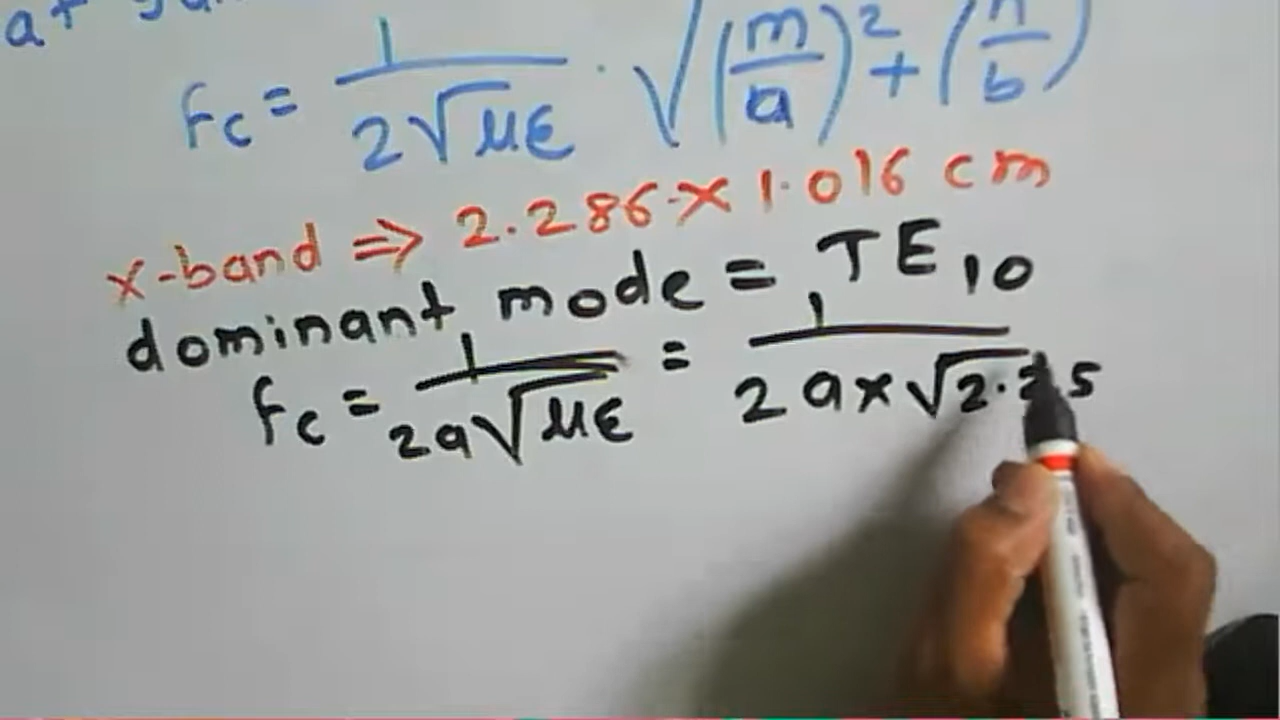 at
Fc = 1 / 2√με · √(m/a)² + (n/b)
x-band => 2.286 x 1.016 cm
dominant mode = TE10
fc = 1 / 2a√με = 1 / 2a x √2.25